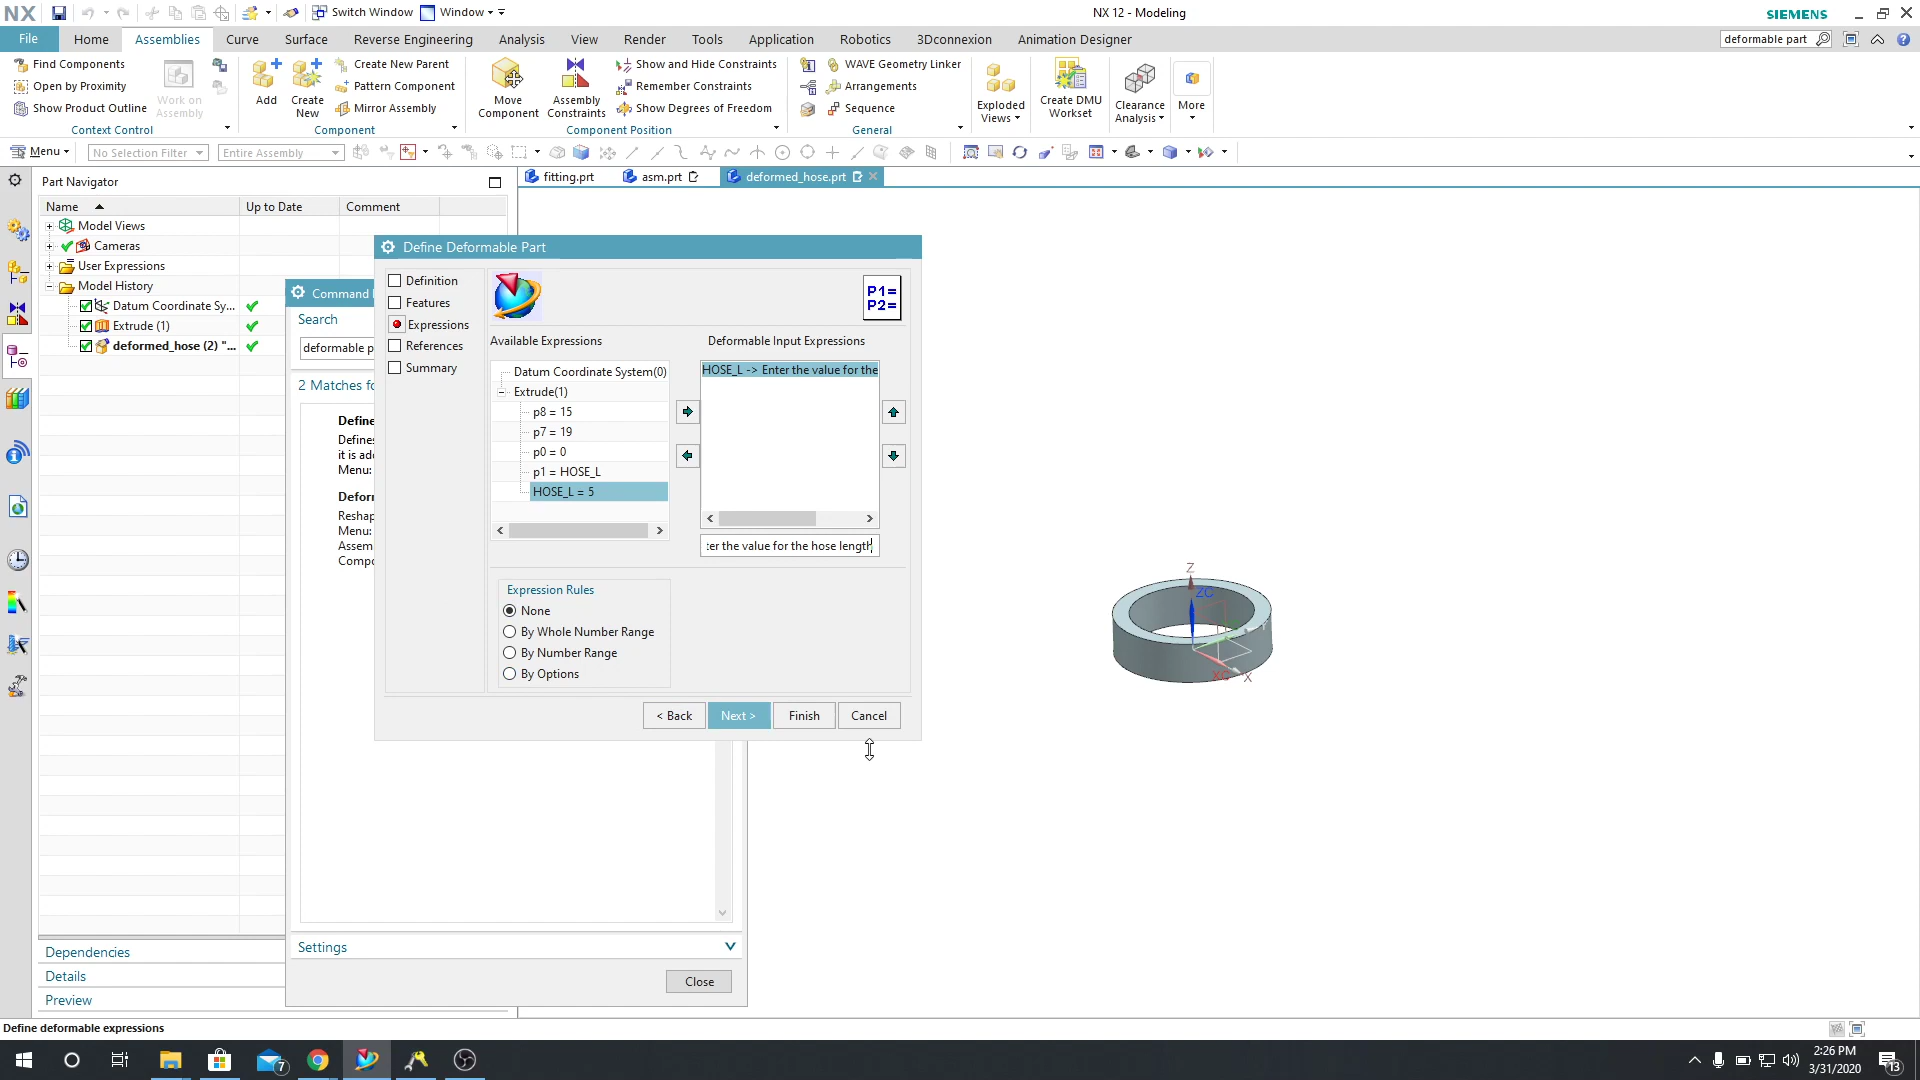 NX
Switch Window
Window
NX 12 - Modeling
SIEMENS
File
Home
Assemblies
Curve
Surface
Reverse Engineering
Analysis
View
Render
Tools
Application
Robotics
3Dconnexion
Animation Designer
deformable part
Find Components
Open by Proximity
Show Product Outline
Work on
Assembly
Context Control
Add
Create
New
Create New Parent
Pattern Component
Mirror Assembly
Component
Move
Component
Assembly
Constraints
Show and Hide Constraints
Remember Constraints
Show Degrees of Freedom
Component Position
WAVE Geometry Linker
Arrangements
Sequence
General
Exploded
Views
Create DMU
Workset
Clearance
Analysis
More
Menu
No Selection Filter
Entire Assembly
Part Navigator
fitting.prt
asm.prt
deformed_hose.prt
Name
Up to Date
Comment
Model Views
Cameras
User Expressions
Model History
Datum Coordinate Sy...
Extrude (1)
deformed_hose (2) "...
Command
Search
deformable p
2 Matches fo
Define
Defines
it is ad
Menu:
Defor
Reshap
Menu:
Assem
Compo
Settings
Close
Define Deformable Part
Definition
Features
Expressions
References
Summary
P1=
P2=
Available Expressions
Deformable Input Expressions
Datum Coordinate System(0)
Extrude(1)
p8 = 15
p7 = 19
p0 = 0
p1 = HOSE_L
HOSE_L = 5
HOSE_L -> Enter the value for the
ter the value for the hose length
Expression Rules
None
By Whole Number Range
By Number Range
By Options
< Back
Next >
Finish
Cancel
Z
ZC
Y
XC
X
Dependencies
Details
Preview
Define deformable expressions
7
2:26 PM
3/31/2020
13